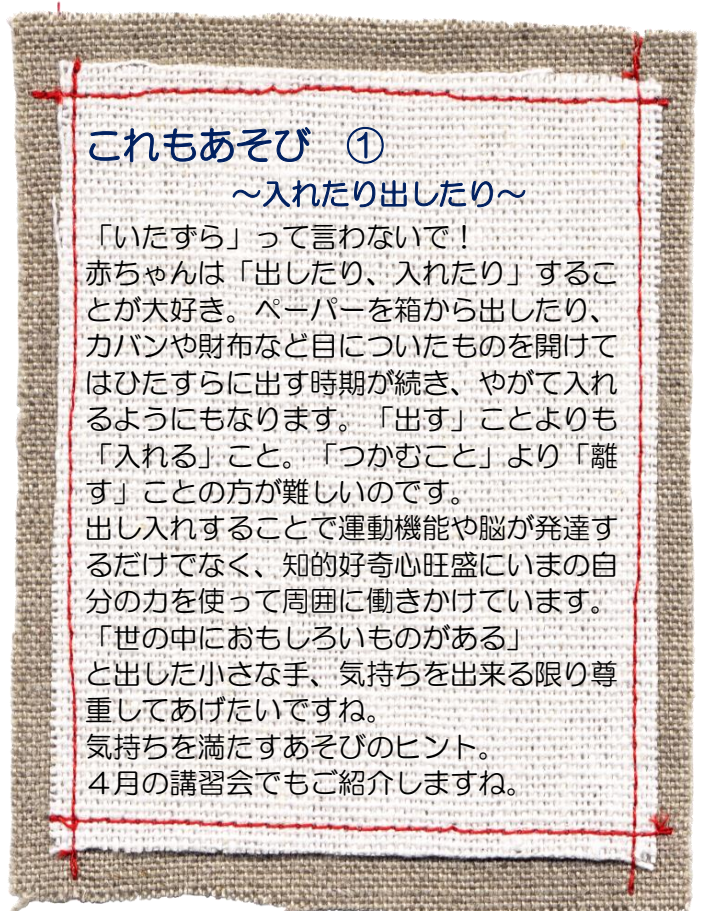 これもあそび　①
～入れたり出したり～
「いたずら」って言わないで！
赤ちゃんは「出したり、入れたり」するこ
とが大好き。ペーパーを箱から出したり、
カバンや財布など目についたものを開けて
はひたすらに出す時期が続き、やがて入れ
るようにもなります。「出す」ことよりも
「入れる」こと。「つかむこと」より「離
す」ことの方が難しいのです。
出し入れすることで運動機能や脳が発達す
るだけでなく、知的好奇心旺盛にいまの自
分の力を使って周囲に働きかけています。
「世の中におもしろいものがある」
と出した小さな手、気持ちを出来る限り尊
重してあげたいですね。
気持ちを満たすあそびのヒント。
４月の講習会でもご紹介しますね。